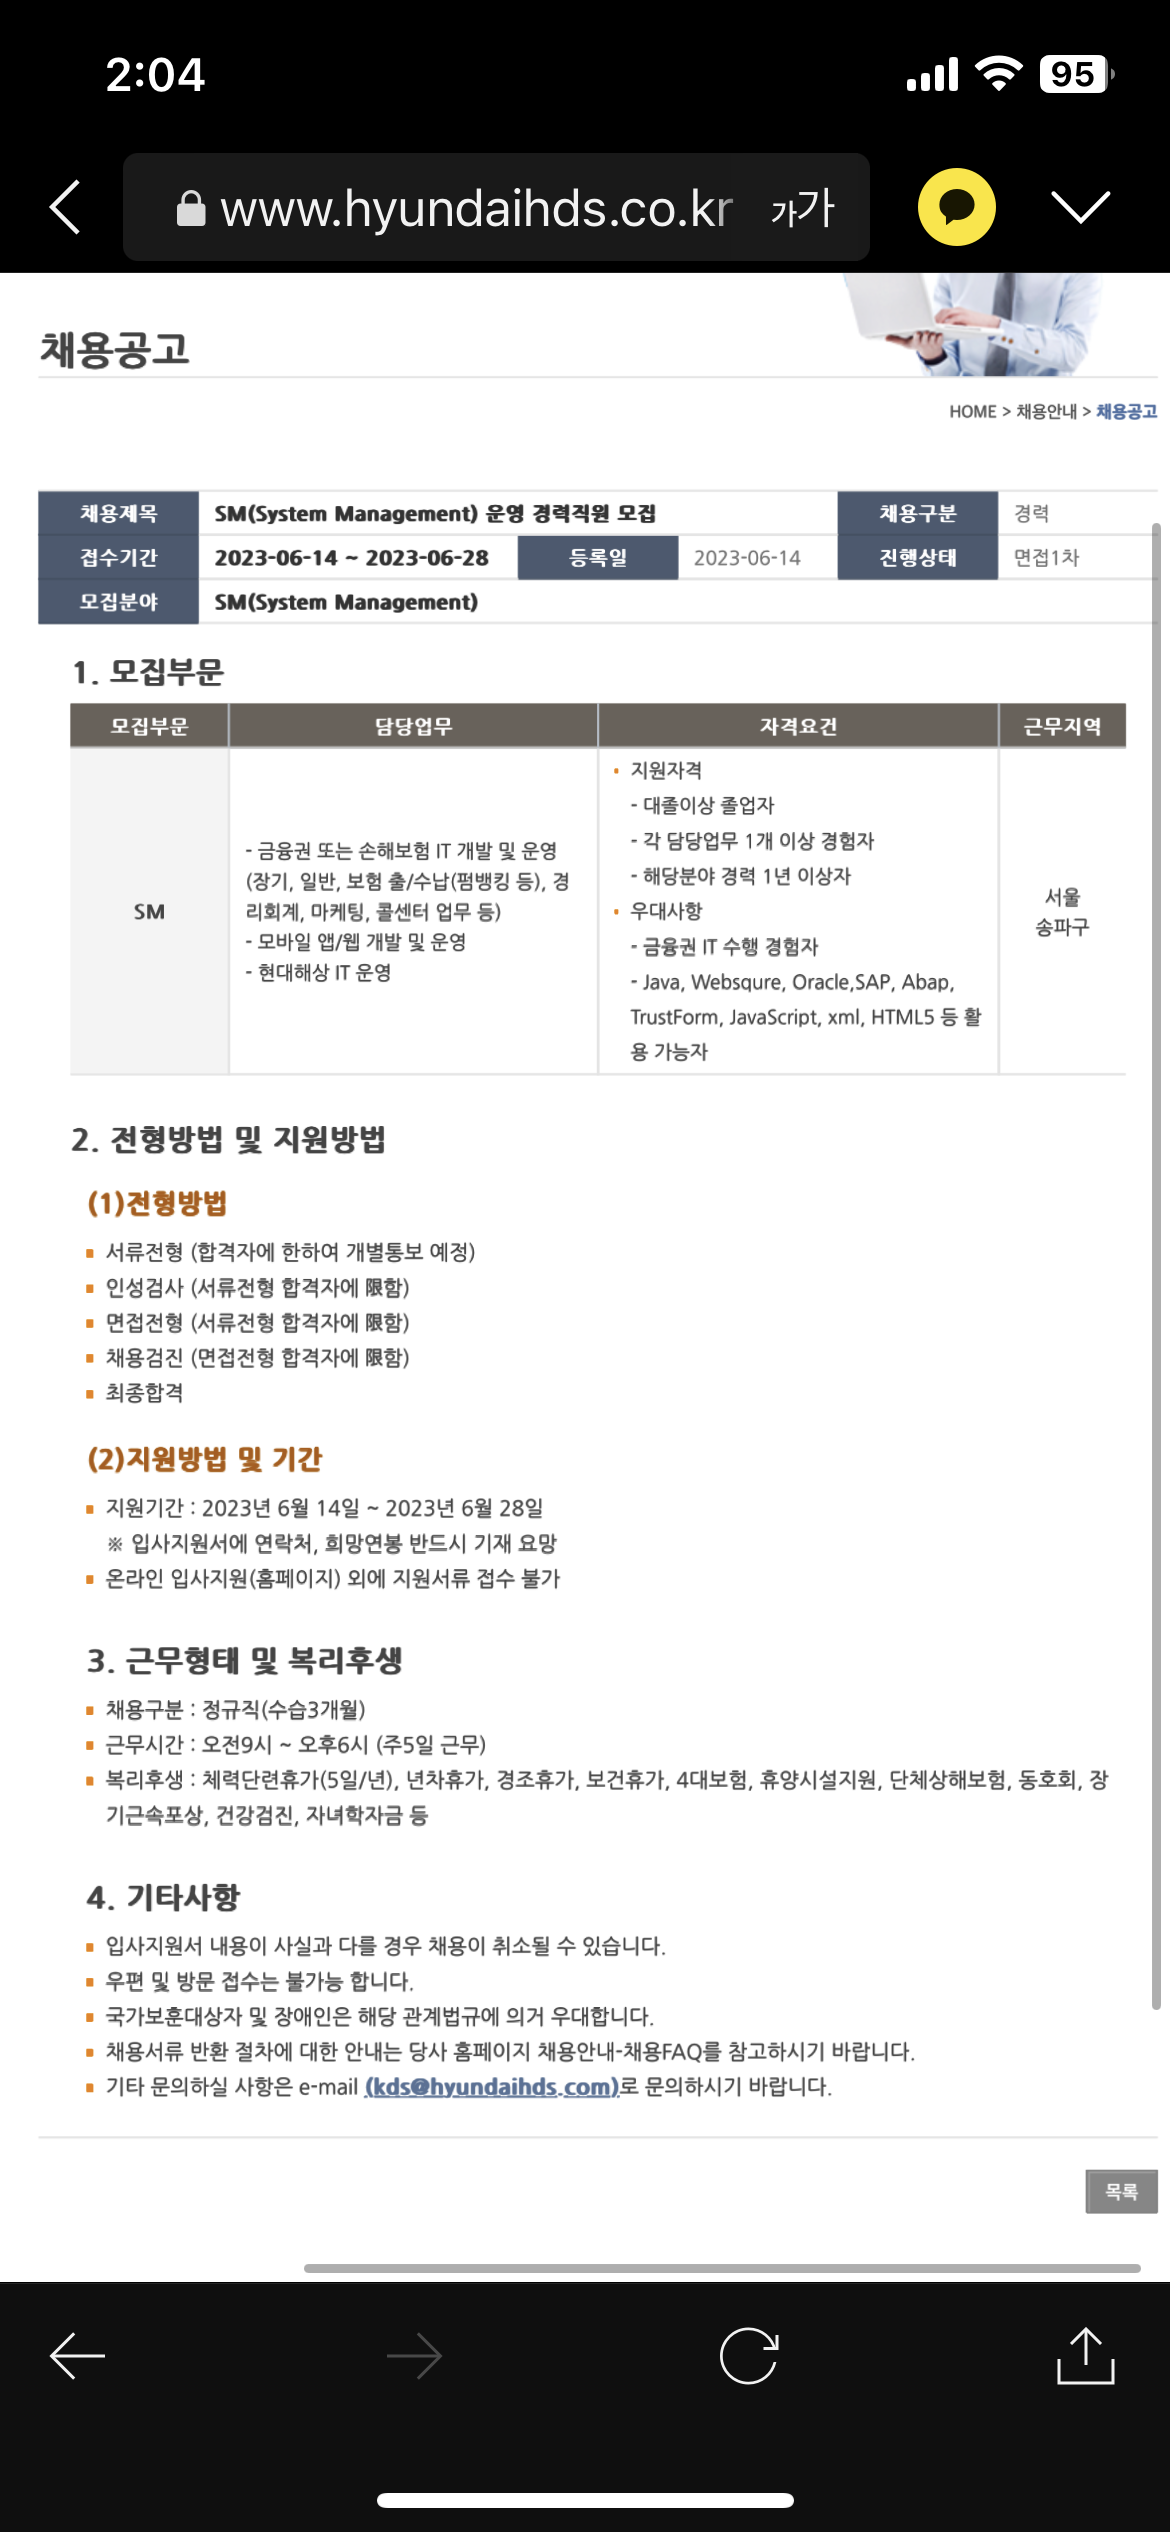 2:04
95
www.hyundaihds.co.kr
가가
채용공고
HOME > 채용안내 > 채용공고
채용제목 SM(System Management) 운영 경력직원 모집 채용구분 경력
접수기간 2023-06-14 ~ 2023-06-28 등록일 2023-06-14 진행상태 면접1차
모집분야 SM(System Management)
1. 모집부문
모집부문 담당업무 자격요건 근무지역
SM
- 금융권 또는 손해보험 IT 개발 및 운영
(장기, 일반, 보험 출/수납(펌뱅킹 등), 경
리회계, 마케팅, 콜센터 업무 등)
- 모바일 앱/웹 개발 및 운영
- 현대해상 IT 운영
▪ 지원자격
- 대졸이상 졸업자
- 각 담당업무 1개 이상 경험자
- 해당분야 경력 1년 이상자
▪ 우대사항
- 금융권 IT 수행 경험자
- Java, Websqure, Oracle,SAP, Abap,
TrustForm, JavaScript, xml, HTML5 등 활
용 가능자
서울
송파구
2. 전형방법 및 지원방법
(1)전형방법
▪ 서류전형 (합격자에 한하여 개별통보 예정)
▪ 인성검사 (서류전형 합격자에 限함)
▪ 면접전형 (서류전형 합격자에 限함)
▪ 채용검진 (면접전형 합격자에 限함)
▪ 최종합격
(2)지원방법 및 기간
▪ 지원기간 : 2023년 6월 14일 ~ 2023년 6월 28일
※ 입사지원서에 연락처, 희망연봉 반드시 기재 요망
▪ 온라인 입사지원(홈페이지) 외에 지원서류 접수 불가
3. 근무형태 및 복리후생
▪ 채용구분 : 정규직(수습3개월)
▪ 근무시간 : 오전9시 ~ 오후6시 (주5일 근무)
▪ 복리후생 : 체력단련휴가(5일/년), 년차휴가, 경조휴가, 보건휴가, 4대보험, 휴양시설지원, 단체상해보험, 동호회, 장
기근속포상, 건강검진, 자녀학자금 등
4. 기타사항
▪ 입사지원서 내용이 사실과 다를 경우 채용이 취소될 수 있습니다.
▪ 우편 및 방문 접수는 불가능 합니다.
▪ 국가보훈대상자 및 장애인은 해당 관계법규에 의거 우대합니다.
▪ 채용서류 반환 절차에 대한 안내는 당사 홈페이지 채용안내-채용FAQ를 참고하시기 바랍니다.
▪ 기타 문의하실 사항은 e-mail (kds@hyundaihds.com)로 문의하시기 바랍니다.
목록